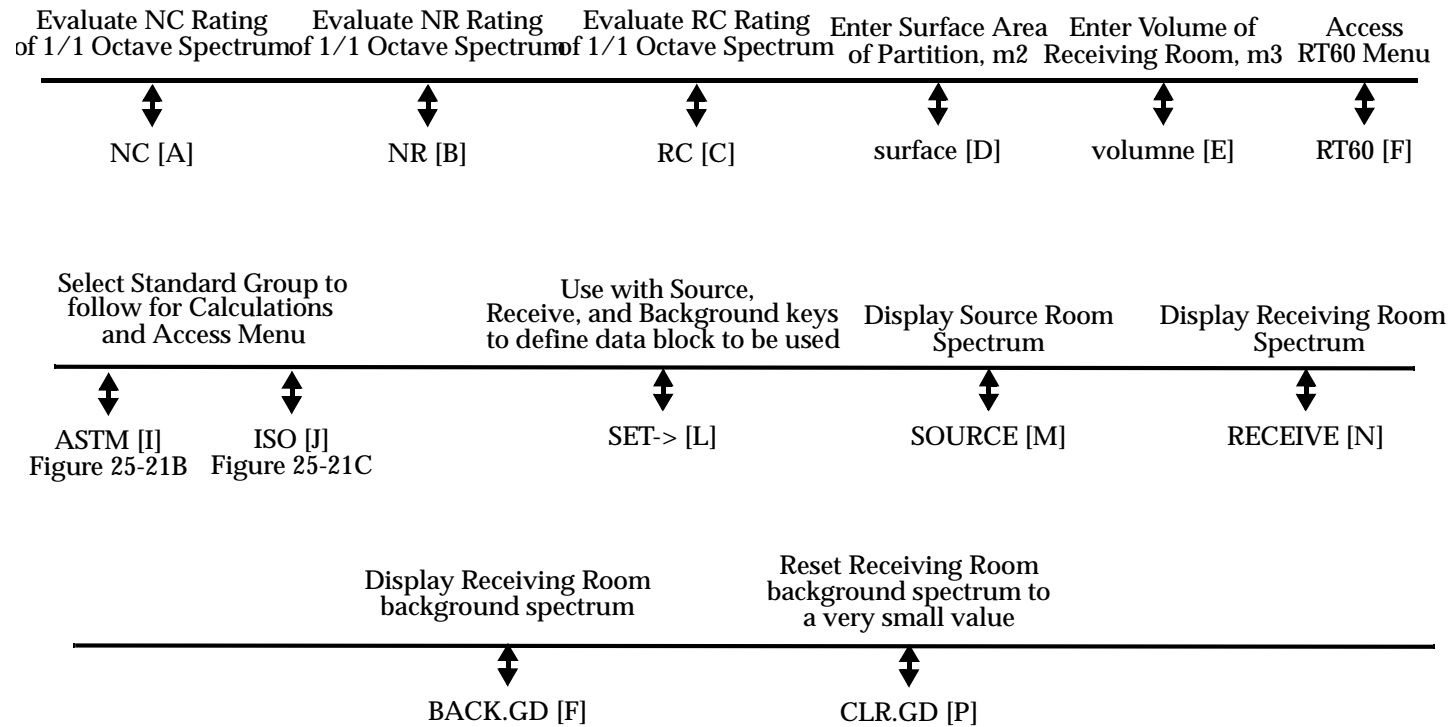 Evaluate NC Rating
of 1/1 Octave Spectrum
Evaluate NR Rating
of 1/1 Octave Spectrum
Evaluate RC Rating
of 1/1 Octave Spectrum
Enter Surface Area
of Partition, m2
Enter Volume of
Receiving Room, m3
Access
RT60 Menu
NC [A]
NR [B]
RC [C]
surface [D]
volumne [E]
RT60 [F]
Select Standard Group to
follow for Calculations
and Access Menu
Use with Source,
Receive, and Background keys
to define data block to be used
Display Source Room
Spectrum
Display Receiving Room
Spectrum
ASTM [I]
Figure 25-21B
ISO [J]
Figure 25-21C
SET-> [L]
SOURCE [M]
RECEIVE [N]
Display Receiving Room
background spectrum
Reset Receiving Room
background spectrum to
a very small value
BACK.GD [F]
CLR.GD [P]